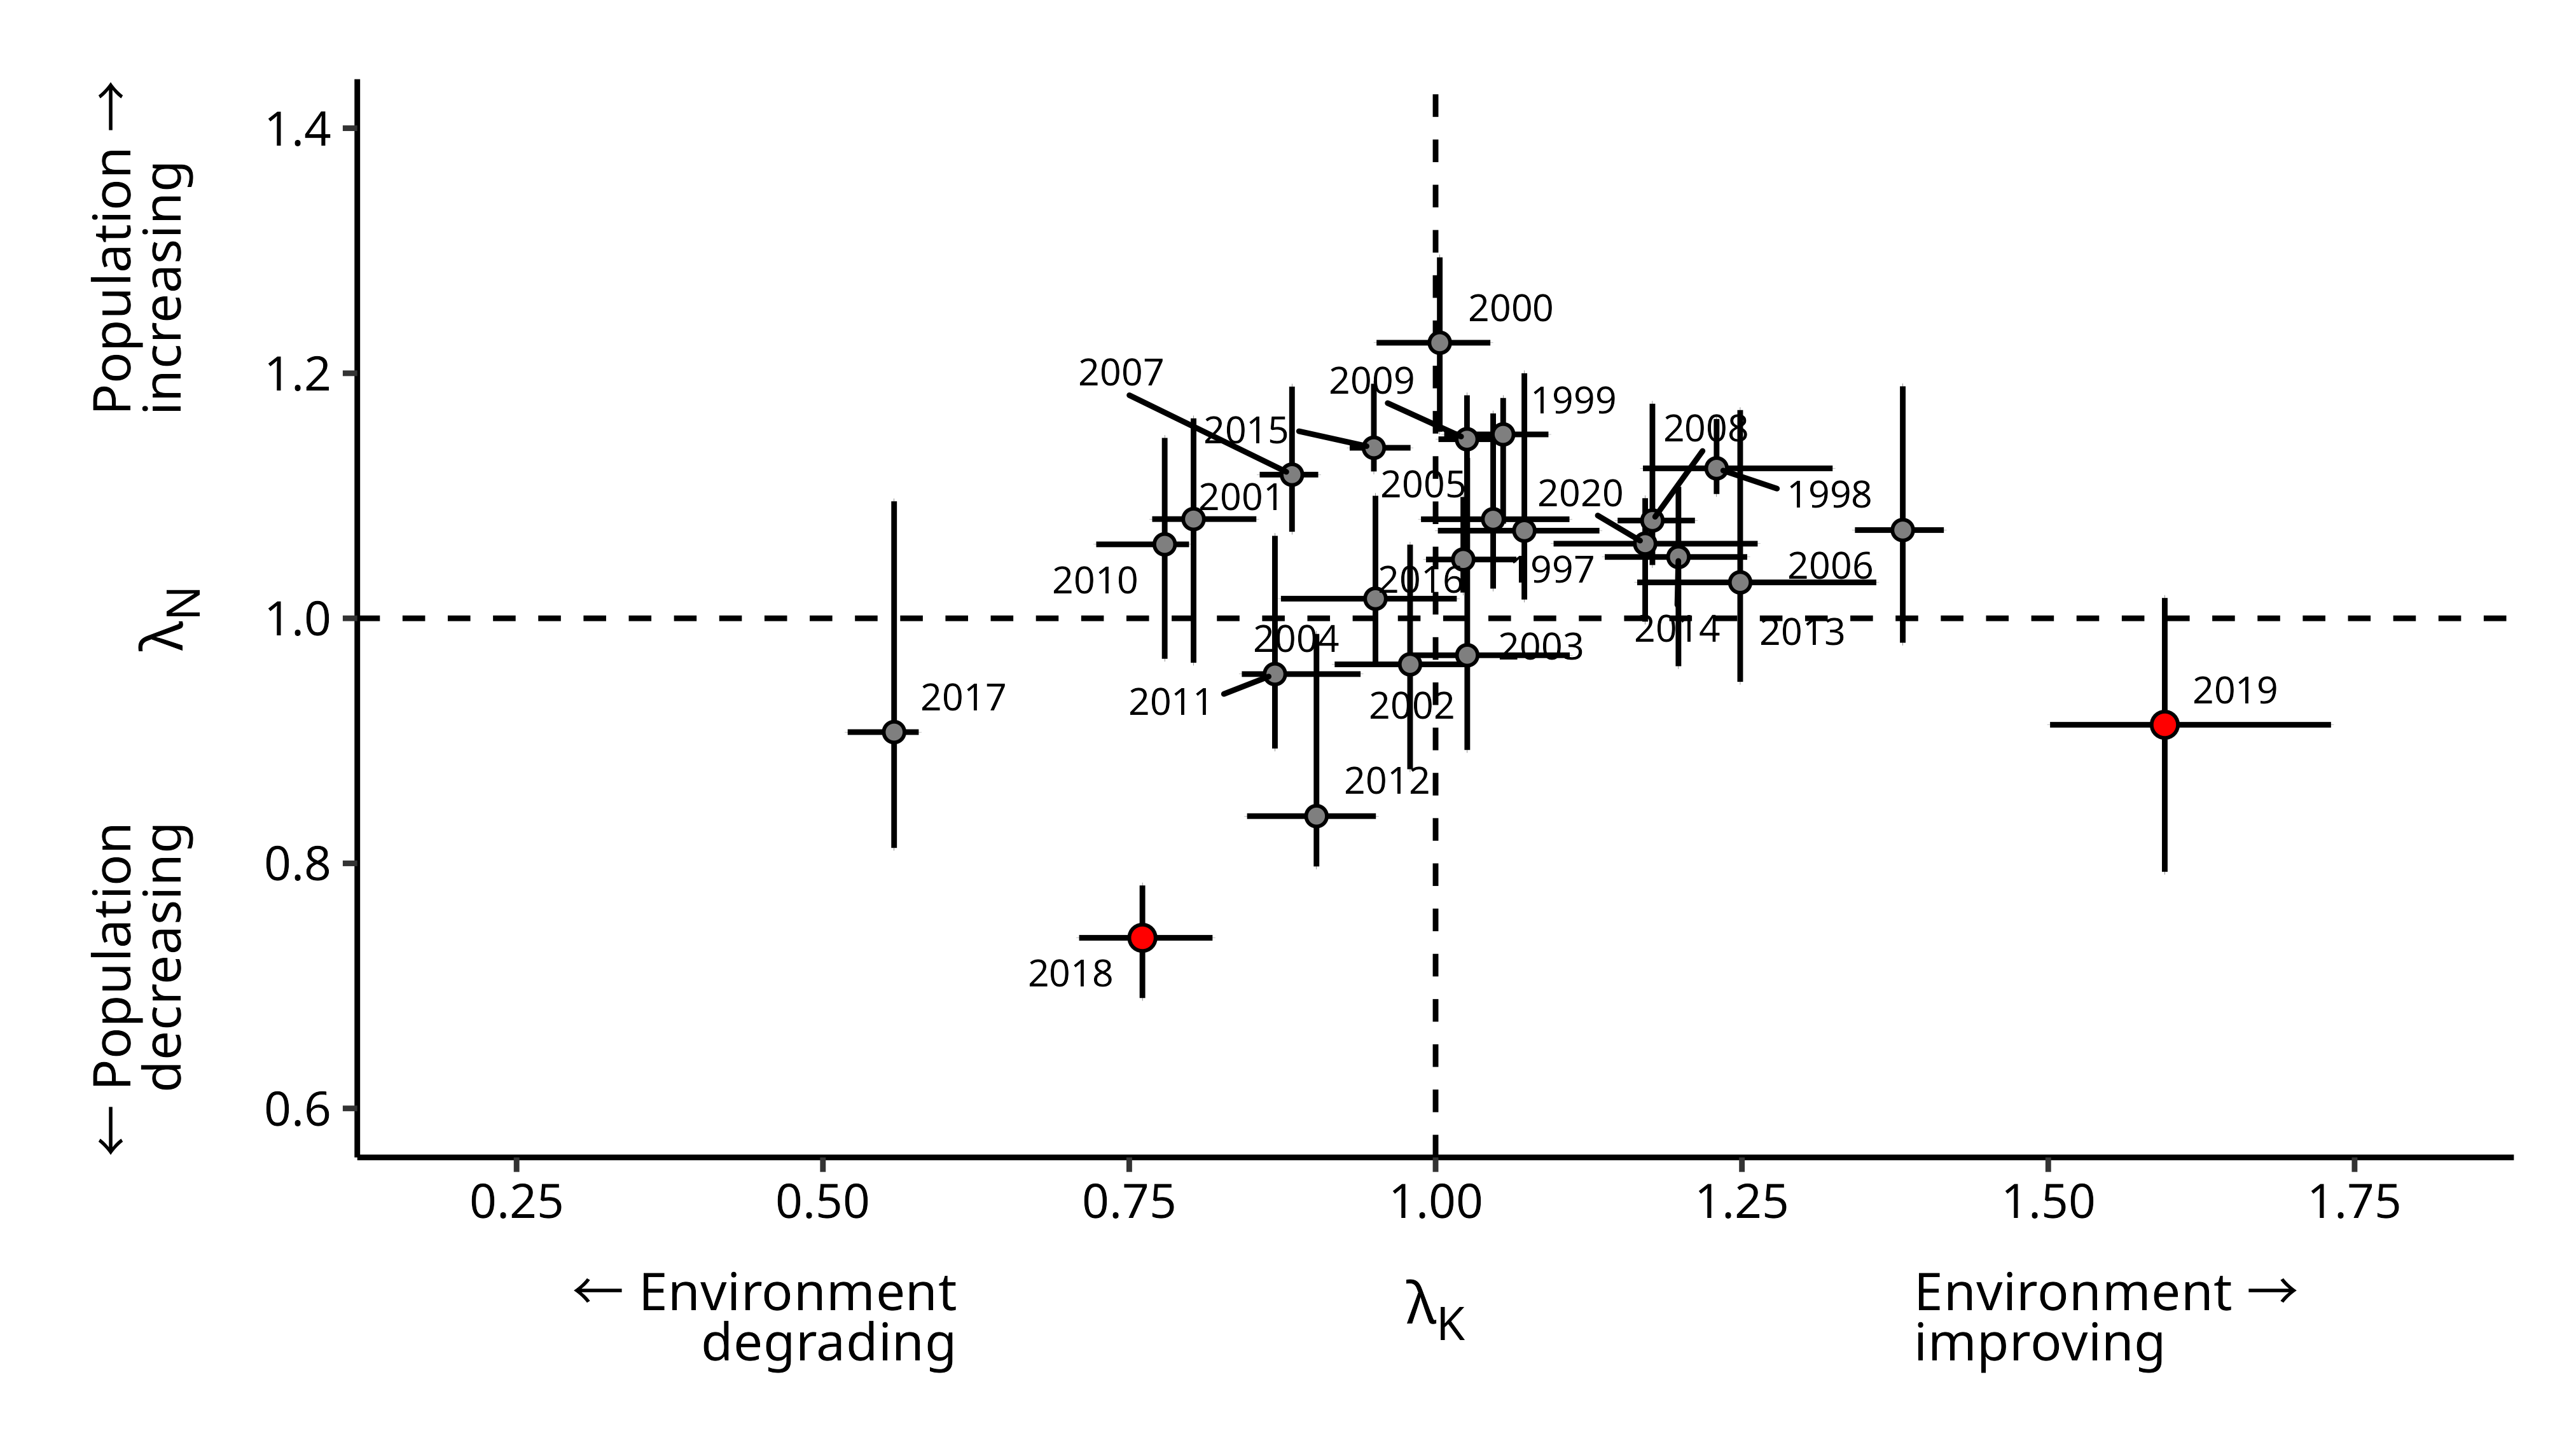 Population →
increasing
λN
← Population
decreasing
1.4
1.2
1.0
0.8
0.6
2000
2007
2009
1999
2015
2008
2005
2001
2020
1998
2010
2016
1997
2006
2004
2003
2014
2013
2011
2002
2017
2019
2012
2018
0.25 0.50 0.75 1.00 1.25 1.50 1.75
← Environment
degrading
λK
Environment →
improving